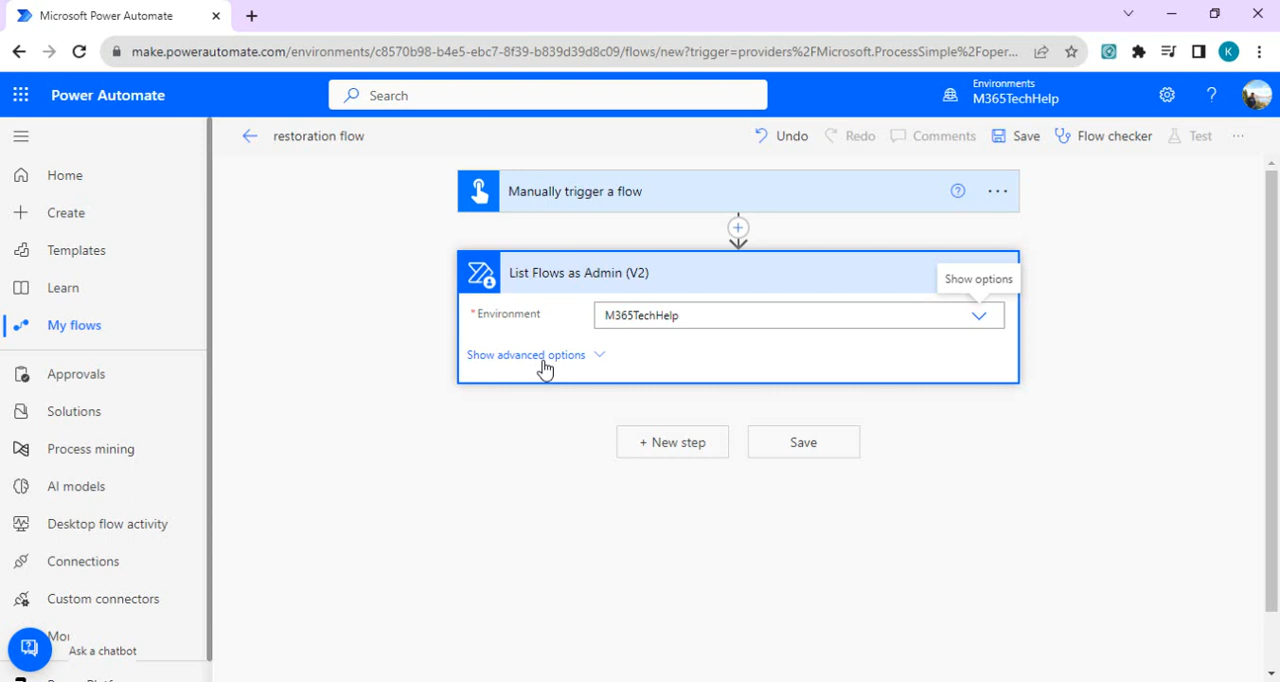 Microsoft Power Automate
make.powerautomate.com/environments/c8570b98-b4e5-ebc7-8f39-b839d39d8c09/flows/new?trigger=providers%2FMicrosoft.ProcessSimple%2Foper...
K
Power Automate
Search
Environments
M365TechHelp
?
restoration flow
Undo
Redo
Comments
Save
Flow checker
Test
Home
Create
Templates
Learn
My flows
Approvals
Solutions
Process mining
AI models
Desktop flow activity
Connections
Custom connectors
Ask a chatbot
Manually trigger a flow
List Flows as Admin (V2)
Show options
* Environment
M365TechHelp
Show advanced options
+ New step
Save